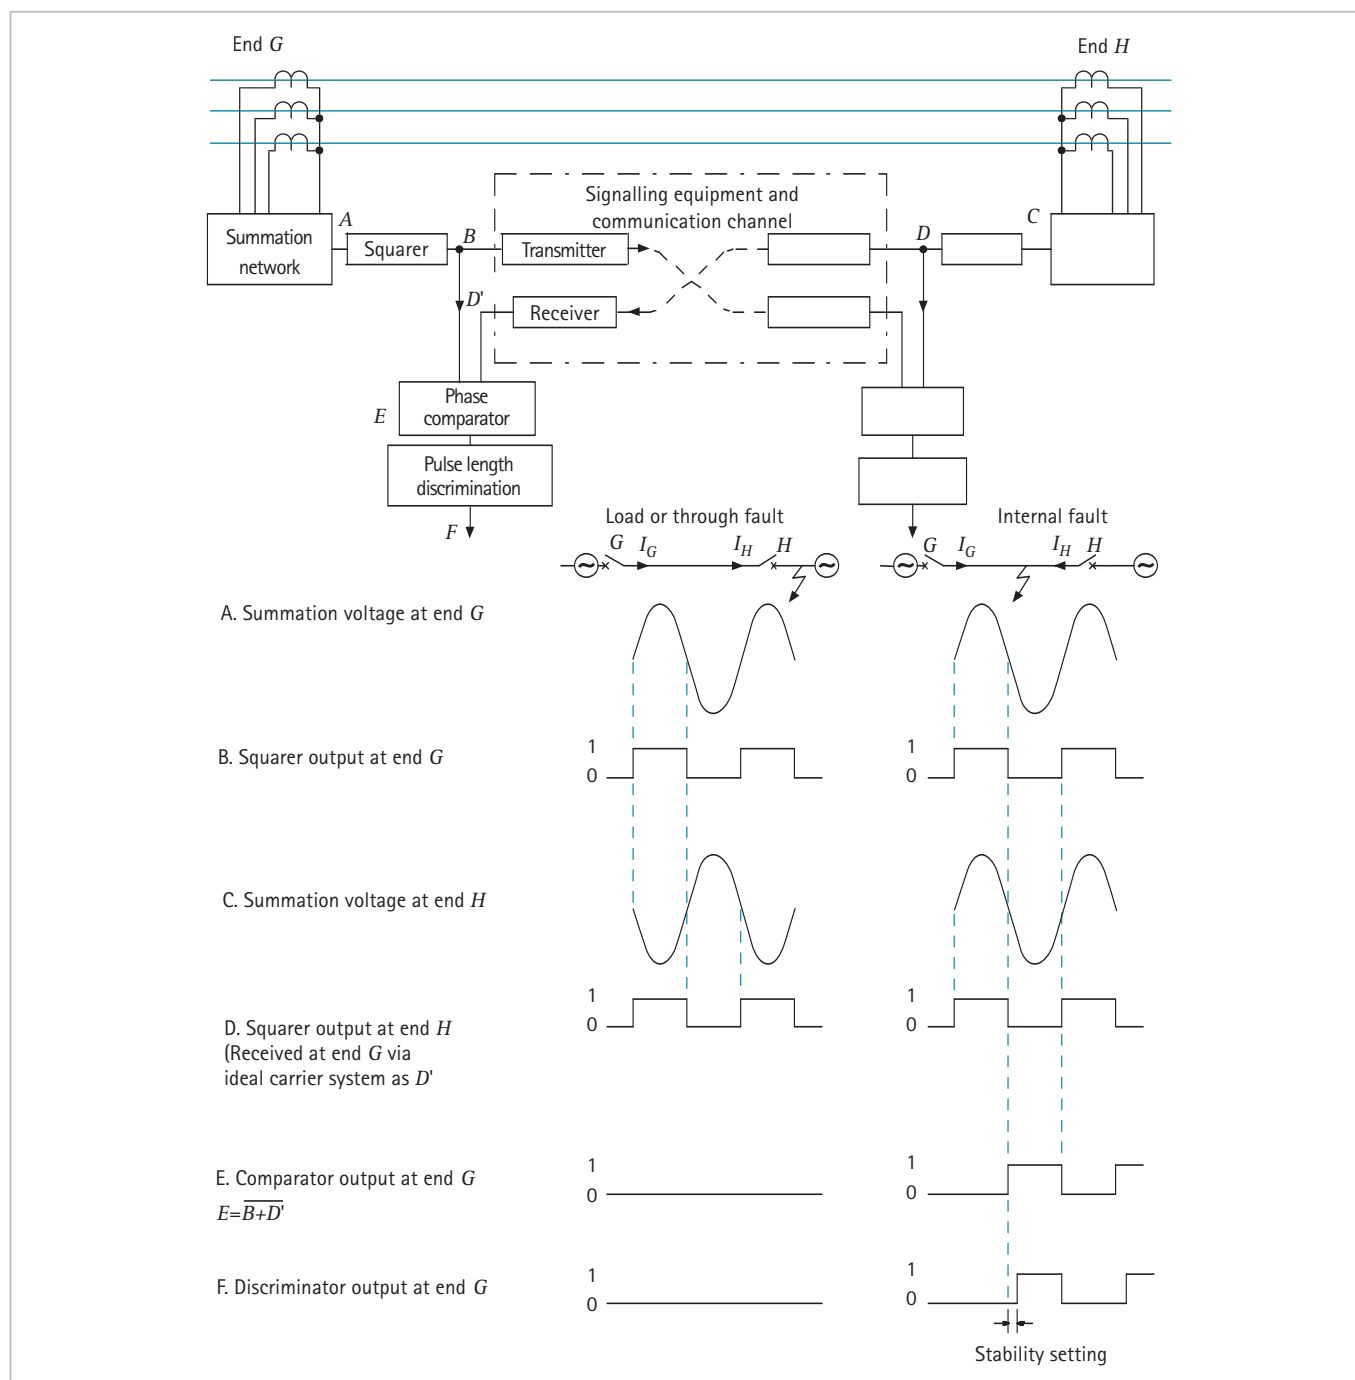 End G
End H
Signalling equipment and
communication channel
A
B
D
C
Summation
network
Squarer
Transmitter
D'
Receiver
E
Phase
comparator
Pulse length
discrimination
F
Load or through fault
Internal fault
G I_G I_H H
G I_G I_H H
A. Summation voltage at end G
B. Squarer output at end G
1
0
1
0
C. Summation voltage at end H
D. Squarer output at end H
(Received at end G via
ideal carrier system as D'
1
0
1
0
E. Comparator output at end G
E=\overline{B+D'}
1
0
1
0
F. Discriminator output at end G
1
0
1
0
Stability setting